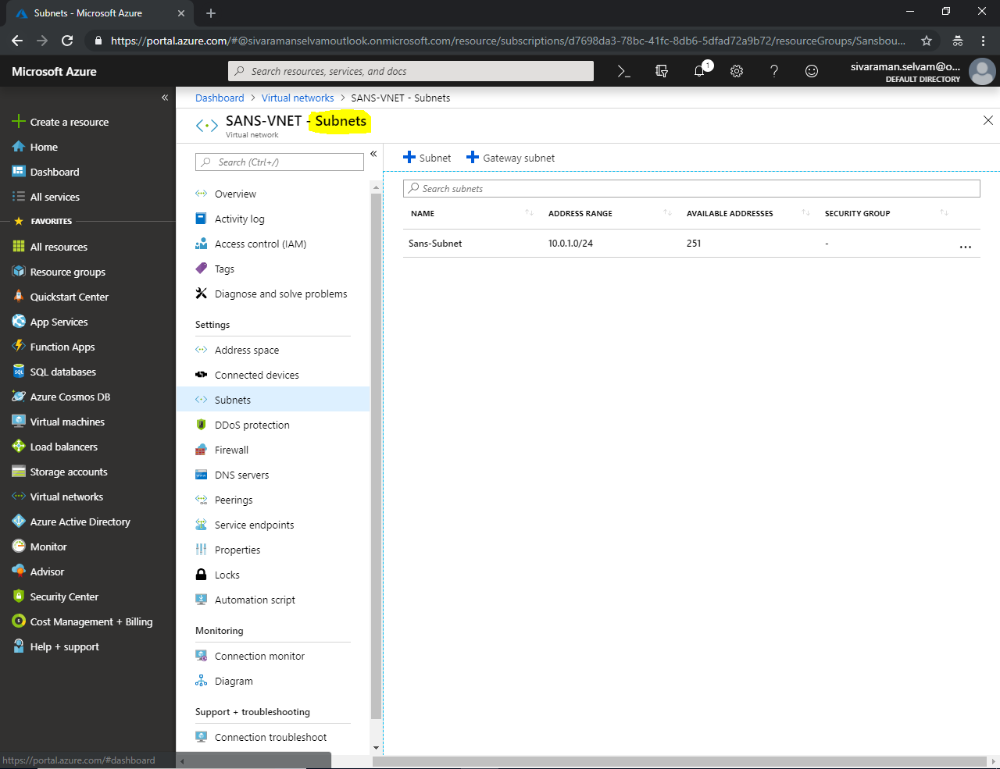 Subnets - Microsoft Azure
https://portal.azure.com/#@sivaramanselvamoutlook.onmicrosoft.com/resource/subscriptions/d7698da3-78bc-41fc-8db6-5dfad72a9b72/resourceGroups/Sansbou...
Microsoft Azure
Search resources, services, and docs
1
sivaraman.selvam@o...
DEFAULT DIRECTORY
Create a resource
Home
Dashboard
All services
FAVORITES
All resources
Resource groups
Quickstart Center
App Services
Function Apps
SQL databases
Azure Cosmos DB
Virtual machines
Load balancers
Storage accounts
Virtual networks
Azure Active Directory
Monitor
Advisor
Security Center
Cost Management + Billing
Help + support
https://portal.azure.com/#dashboard
Dashboard > Virtual networks > SANS-VNET - Subnets
SANS-VNET - Subnets
Virtual network
Search (Ctrl+/)
Overview
Activity log
Access control (IAM)
Tags
Diagnose and solve problems
Settings
Address space
Connected devices
Subnets
DDoS protection
Firewall
DNS servers
Peerings
Service endpoints
Properties
Locks
Automation script
Monitoring
Connection monitor
Diagram
Support + troubleshooting
Connection troubleshoot
Subnet Gateway subnet
Search subnets
NAME ADDRESS RANGE AVAILABLE ADDRESSES SECURITY GROUP
Sans-Subnet 10.0.1.0/24 251 - ...